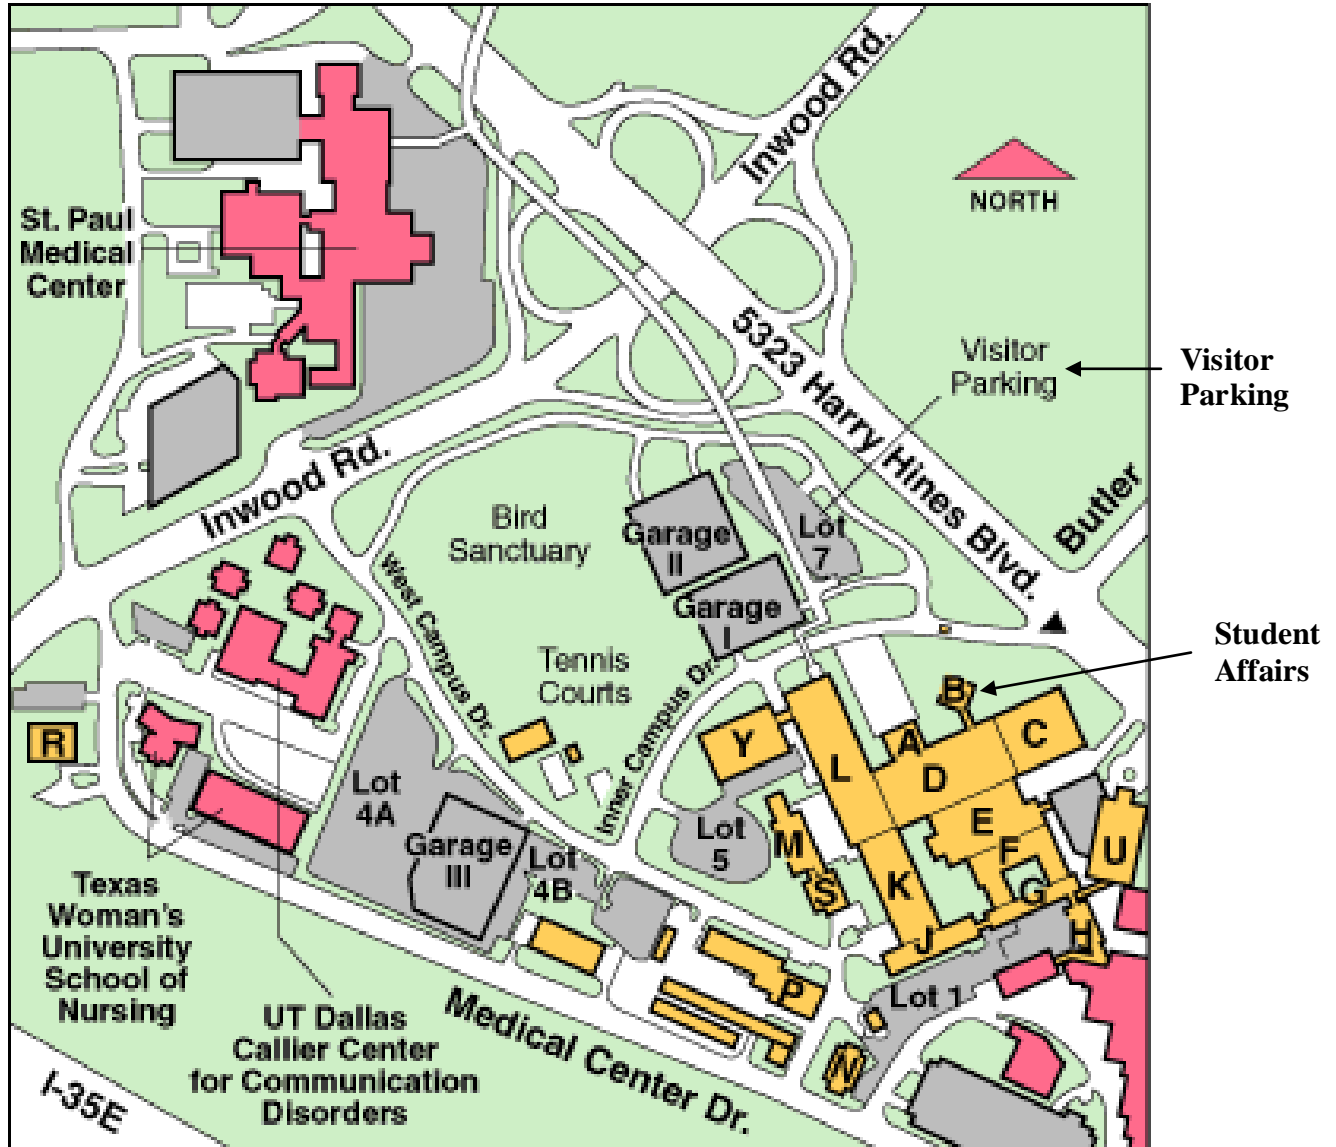 Inwood Rd.
NORTH
St. Paul
Medical
Center
5323 Harry Hines Blvd.
Visitor
Parking
Visitor
Parking
Butler
Inwood Rd.
Bird
Sanctuary
Garage
II
Lot
7
Garage
I
West Campus Dr.
Tennis
Courts
Inner Campus Dr.
Student
Affairs
B
R
Y
A
C
L
D
Lot
4A
Garage
III
Lot
4B
Lot
5
M
E
F
U
S
K
G
J
H
Texas
Woman's
University
School of
Nursing
P
Lot 1
N
UT Dallas
Callier Center
for Communication
Disorders
Medical Center Dr.
I-35E